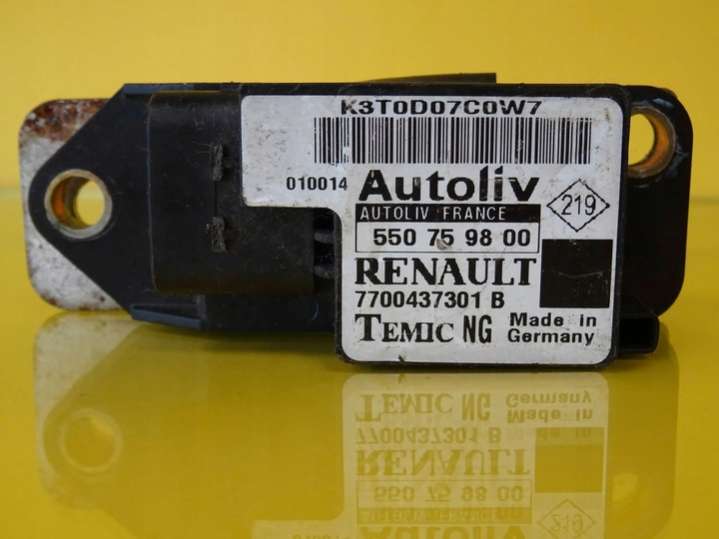 K3T0D07C0W7
010014
Autoliv
219
AUTOLIV FRANCE
550 75 98 00
RENAULT
7700437301 B
TEMIC NG
Made in
Germany